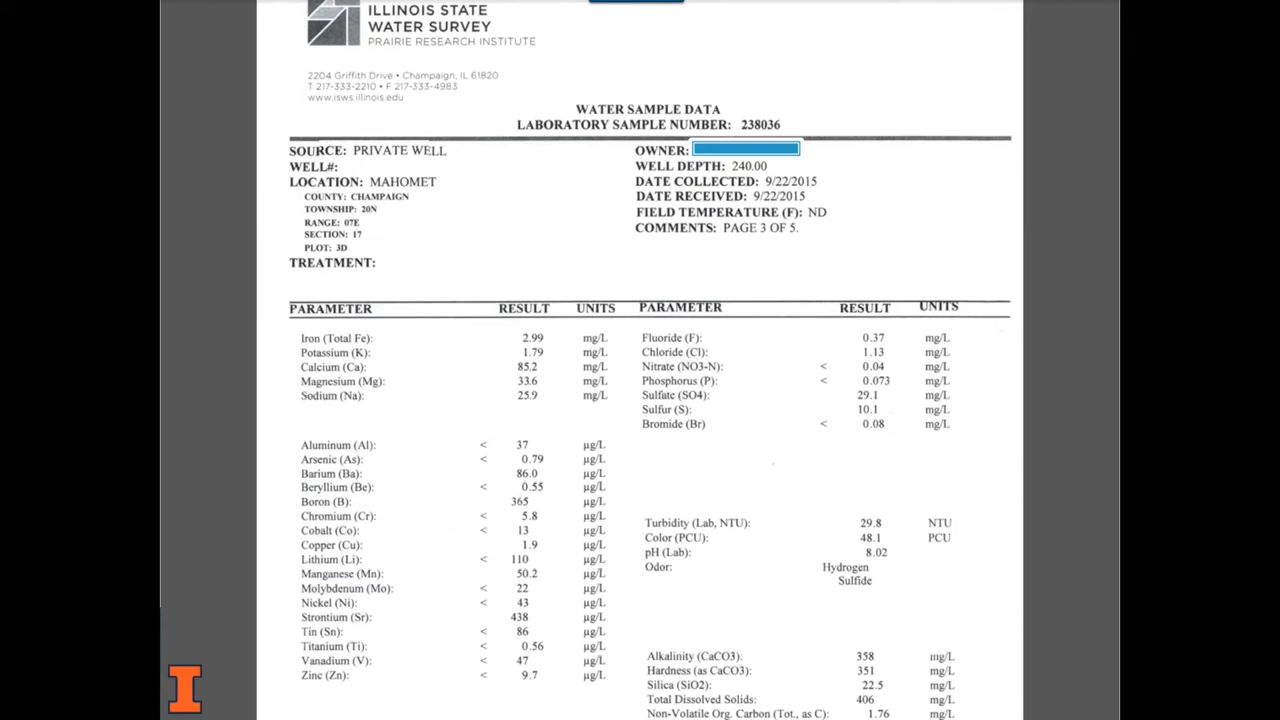 ILLINOIS STATE
WATER SURVEY
PRAIRIE RESEARCH INSTITUTE
2204 Griffith Drive • Champaign, IL 61820
T 217-333-2210 • F 217-333-4983
www.isws.illinois.edu
WATER SAMPLE DATA
LABORATORY SAMPLE NUMBER: 238036
SOURCE: PRIVATE WELL
WELL#:
LOCATION: MAHOMET
COUNTY: CHAMPAIGN
TOWNSHIP: 20N
RANGE: 07E
SECTION: 17
PLOT: 3D
TREATMENT:
OWNER:
WELL DEPTH: 240.00
DATE COLLECTED: 9/22/2015
DATE RECEIVED: 9/22/2015
FIELD TEMPERATURE (F): ND
COMMENTS: PAGE 3 OF 5.
PARAMETER RESULT UNITS PARAMETER RESULT UNITS
Iron (Total Fe): 2.99 mg/L Fluoride (F): 0.37 mg/L
Potassium (K): 1.79 mg/L Chloride (Cl): 1.13 mg/L
Calcium (Ca): 85.2 mg/L Nitrate (NO3-N): < 0.04 mg/L
Magnesium (Mg): 33.6 mg/L Phosphorus (P): < 0.073 mg/L
Sodium (Na): 25.9 mg/L Sulfate (SO4): 29.1 mg/L
Sulfur (S): 10.1 mg/L
Bromide (Br) < 0.08 mg/L
Aluminum (Al): < 37 µg/L
Arsenic (As): < 0.79 µg/L
Barium (Ba): 86.0 µg/L
Beryllium (Be): < 0.55 µg/L
Boron (B): 365 µg/L
Chromium (Cr): < 5.8 µg/L
Cobalt (Co): < 13 µg/L
Copper (Cu): 1.9 µg/L
Lithium (Li): < 110 µg/L
Manganese (Mn): 50.2 µg/L
Molybdenum (Mo): < 22 µg/L
Nickel (Ni): < 43 µg/L
Strontium (Sr): 438 µg/L
Tin (Sn): < 86 µg/L
Titanium (Ti): < 0.56 µg/L
Vanadium (V): < 47 µg/L
Zinc (Zn): < 9.7 µg/L
Turbidity (Lab, NTU): 29.8 NTU
Color (PCU): 48.1 PCU
pH (Lab): 8.02
Odor: Hydrogen
Sulfide
Alkalinity (CaCO3): 358 mg/L
Hardness (as CaCO3): 351 mg/L
Silica (SiO2): 22.5 mg/L
Total Dissolved Solids: 406 mg/L
Non-Volatile Org. Carbon (Tot., as C): 1.76 mg/L
I